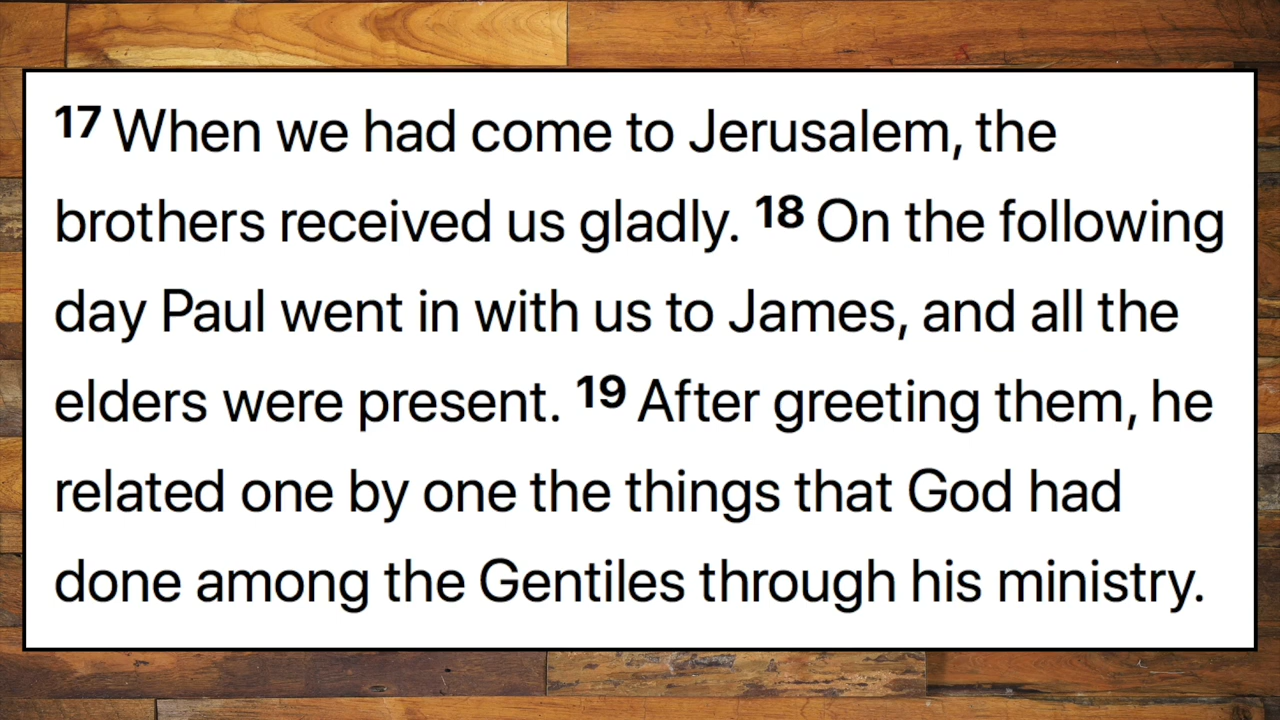 17 When we had come to Jerusalem, the
brothers received us gladly. 18 On the following
day Paul went in with us to James, and all the
elders were present. 19 After greeting them, he
related one by one the things that God had
done among the Gentiles through his ministry.